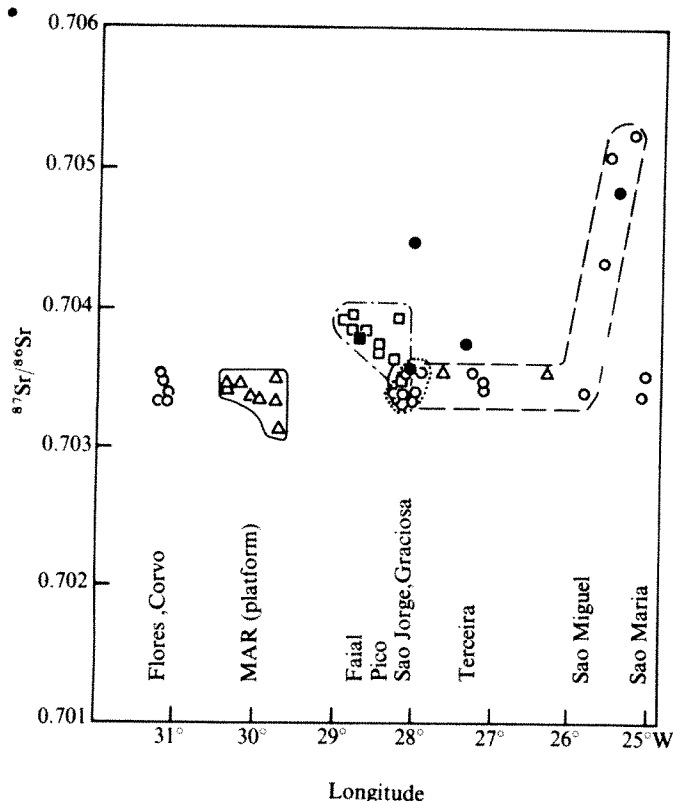 0.706
0.705
0.704
0.703
0.702
0.701
⁸⁷Sr/⁸⁶Sr
Flores ,Corvo
MAR (platform)
Faial
Pico
Sao Jorge,Graciosa
Terceira
Sao Miguel
Sao Maria
31° 30° 29° 28° 27° 26° 25°W
Longitude